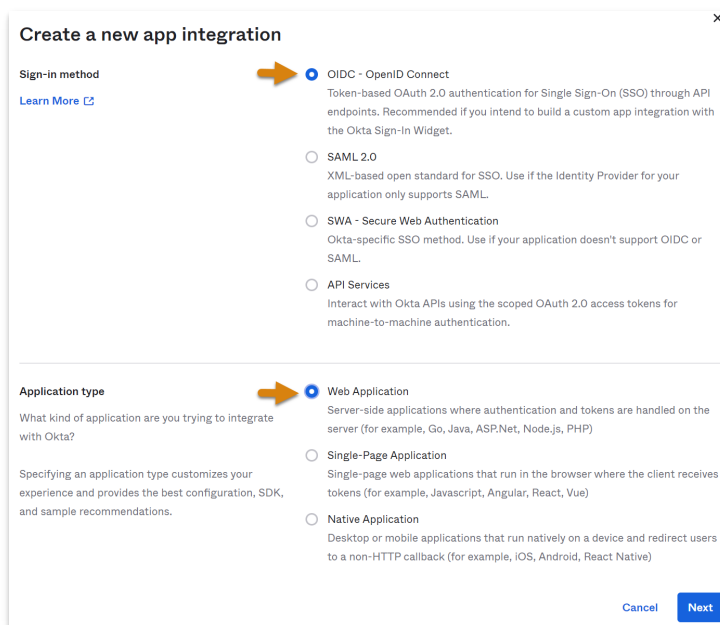 Create a new app integration
Sign-in method
Learn More
OIDC - OpenID Connect
Token-based OAuth 2.0 authentication for Single Sign-On (SSO) through API
endpoints. Recommended if you intend to build a custom app integration with
the Okta Sign-In Widget.
SAML 2.0
XML-based open standard for SSO. Use if the Identity Provider for your
application only supports SAML.
SWA - Secure Web Authentication
Okta-specific SSO method. Use if your application doesn't support OIDC or
SAML.
API Services
Interact with Okta APIs using the scoped OAuth 2.0 access tokens for
machine-to-machine authentication.
Application type
What kind of application are you trying to integrate
with Okta?
Specifying an application type customizes your
experience and provides the best configuration, SDK,
and sample recommendations.
Web Application
Server-side applications where authentication and tokens are handled on the
server (for example, Go, Java, ASP.Net, Node.js, PHP)
Single-Page Application
Single-page web applications that run in the browser where the client receives
tokens (for example, Javascript, Angular, React, Vue)
Native Application
Desktop or mobile applications that run natively on a device and redirect users
to a non-HTTP callback (for example, iOS, Android, React Native)
Cancel
Next